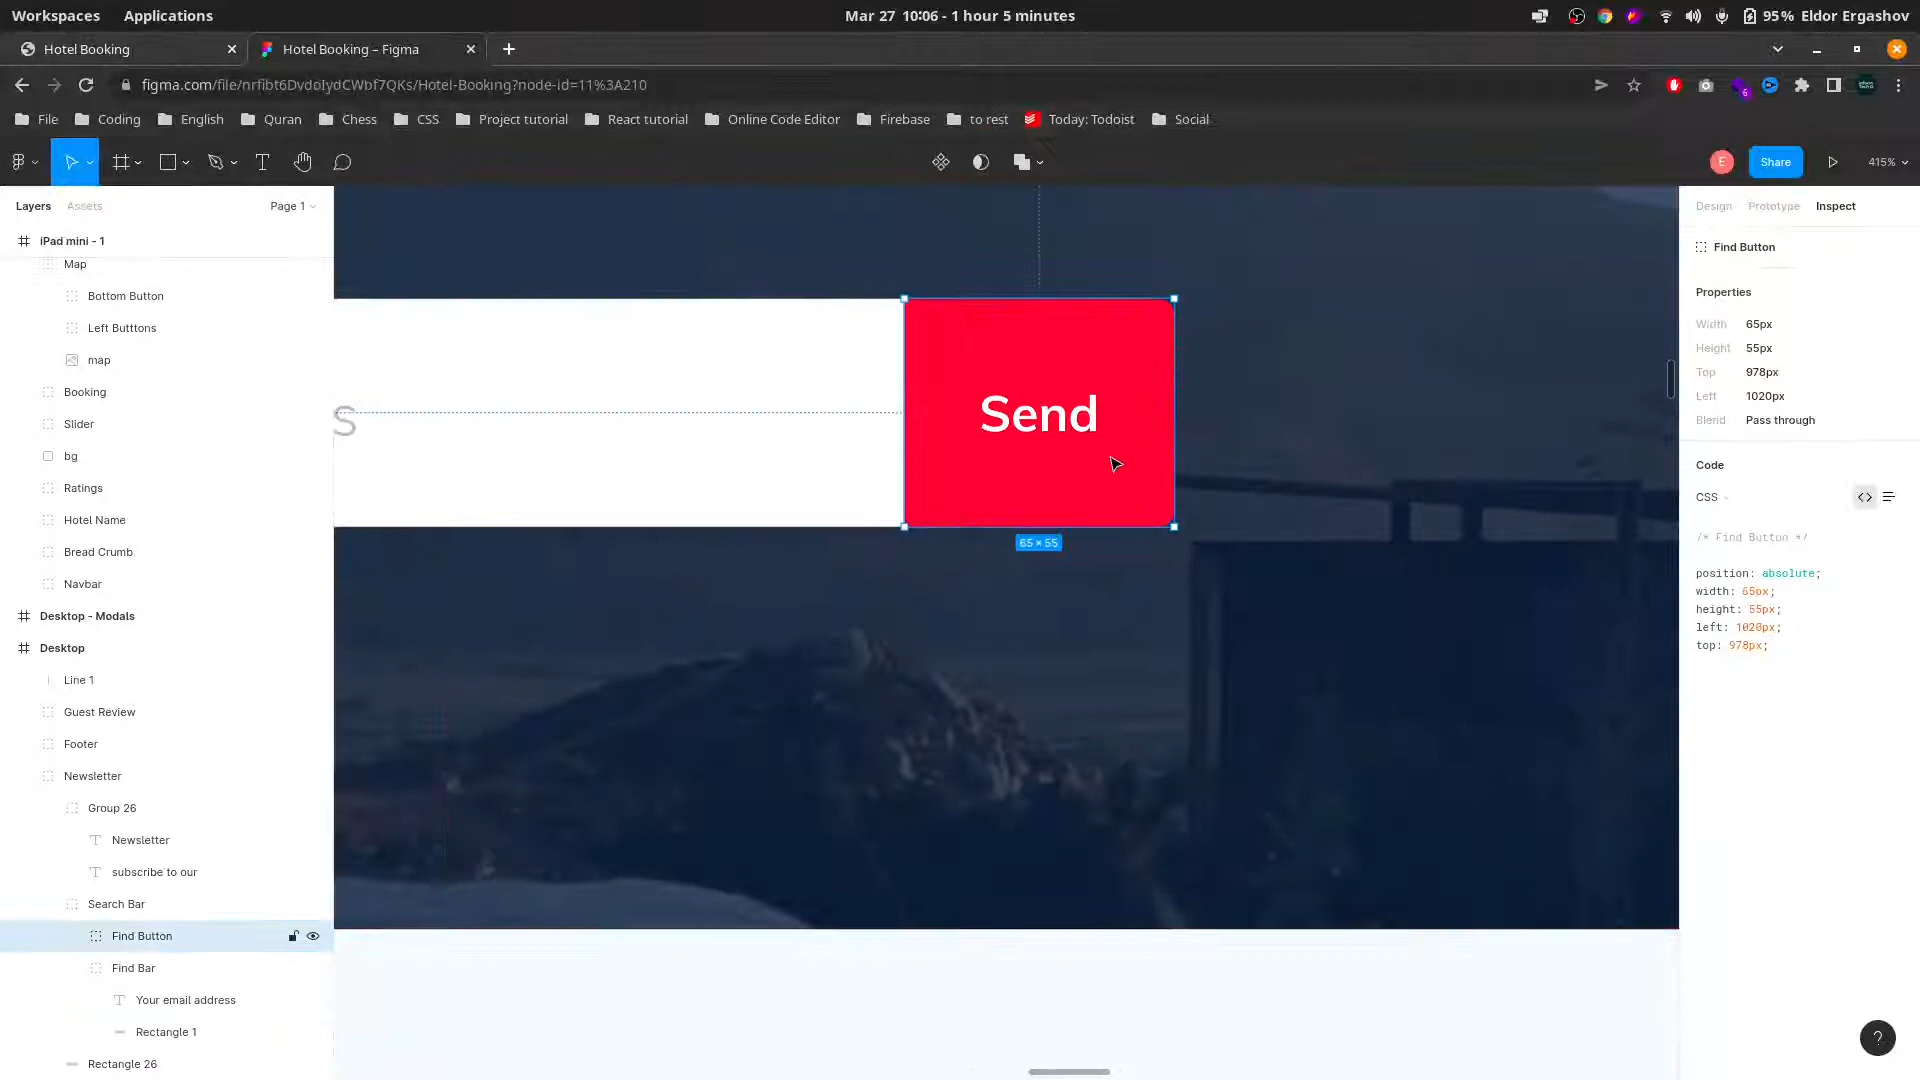 Workspaces Applications Mar 27 10:06 - 1 hour 5 minutes 95% Eldor Ergashov
Hotel Booking Hotel Booking – Figma
figma.com/file/nrfibt6DvdoIydCWbf7QKs/Hotel-Booking?node-id=11%3A210 6
File Coding English Quran Chess CSS Project tutorial React tutorial Online Code Editor Firebase to rest Today: Todoist Social
E Share 415%
Layers Assets Page 1
iPad mini - 1
Map
Bottom Button
Left Butttons
map
Booking
Slider
bg
Ratings
Hotel Name
Bread Crumb
Navbar
Desktop - Modals
Desktop
Line 1
Guest Review
Footer
Newsletter
Group 26
Newsletter
subscribe to our
Search Bar
Find Button
Find Bar
Your email address
Rectangle 1
Rectangle 26
s
Send
65 × 55
Design Prototype Inspect
Find Button
Properties
Width 65px
Height 55px
Top 978px
Left 1020px
Blend Pass through
Code
CSS
/* Find Button */
position: absolute;
width: 65px;
height: 55px;
left: 1020px;
top: 978px;
?